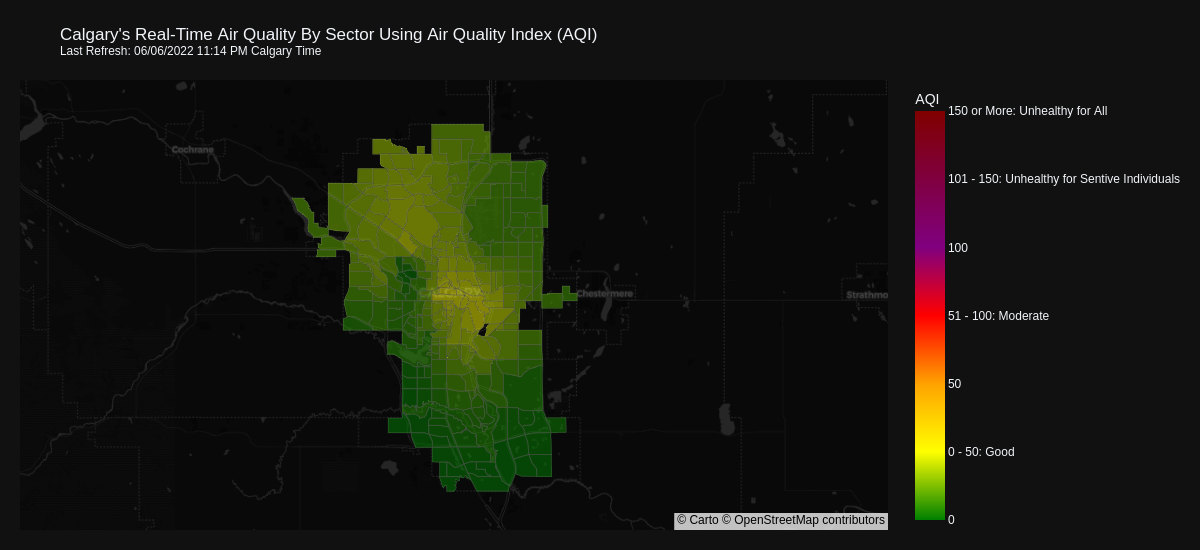 Calgary's Real-Time Air Quality By Sector Using Air Quality Index (AQI)
Last Refresh: 06/06/2022 11:14 PM Calgary Time
AQI
150 or More: Unhealthy for All
101 - 150: Unhealthy for Sentive Individuals
100
51 - 100: Moderate
50
0 - 50: Good
0
Cochrane
Chestermere
Strathmo
© Carto © OpenStreetMap contributors